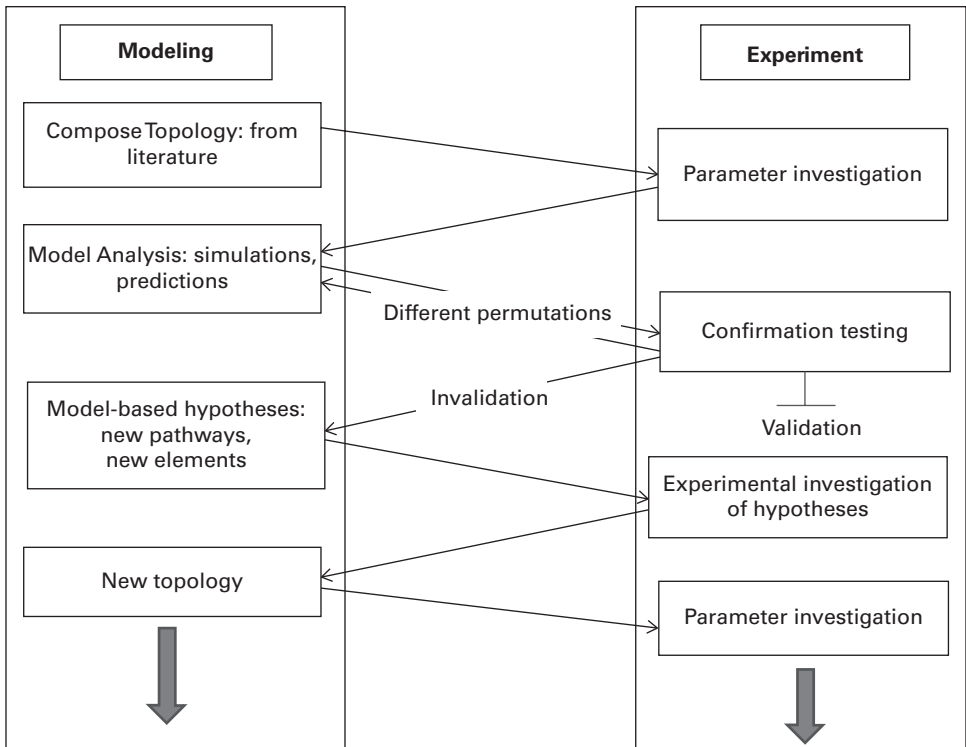 Modeling
Compose Topology: from
literature
Model Analysis: simulations,
predictions
Model-based hypotheses:
new pathways,
new elements
New topology
Different permutations
Invalidation
Experiment
Parameter investigation
Confirmation testing
Validation
Experimental investigation
of hypotheses
Parameter investigation